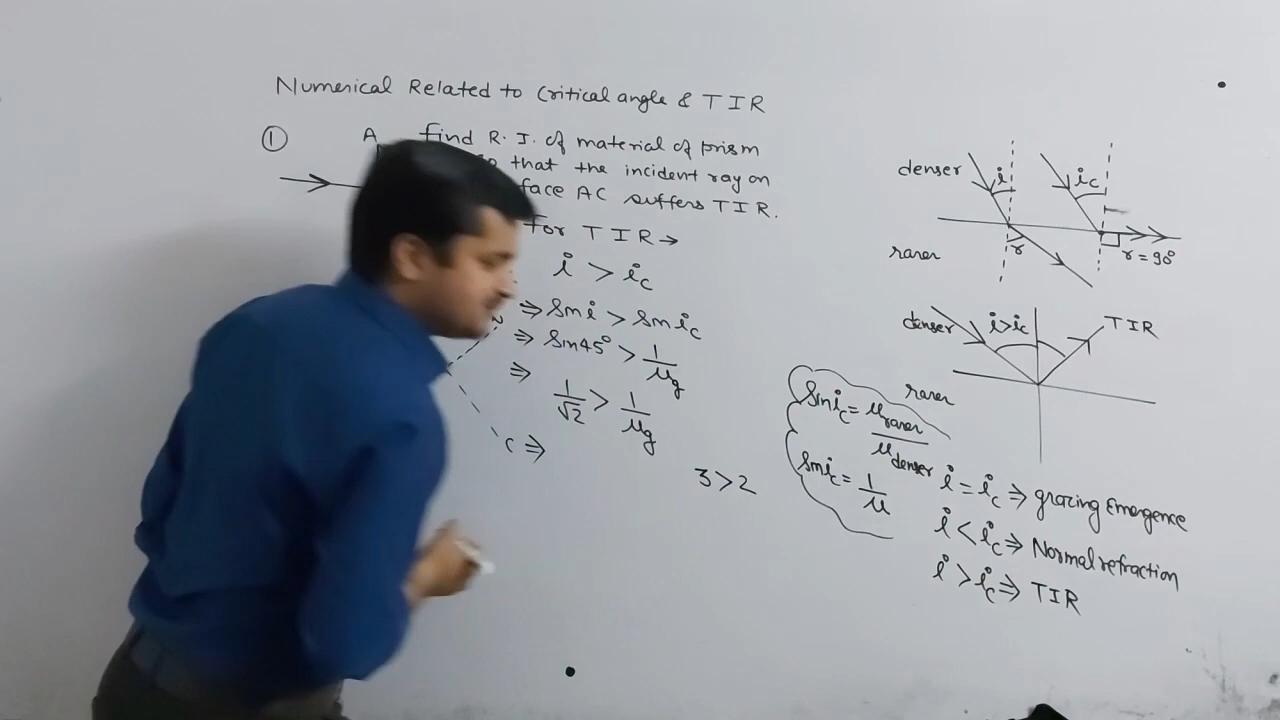 Numerical Related to Critical angle & TIR
① A find R. I. of material of prism
so that the incident ray on
face AC suffers TIR.
for TIR →
i > ic
⇒ Sin i > Sin ic
⇒ Sin 45° > 1/μg
⇒ 1/√2 > 1/μg
C ⇒
3 > 2
denser i ic
rarer r r = 90°
denser i > ic TIR
rarer
Sin ic = μrarer/μdenser
Sin ic = 1/μ
i = ic ⇒ grazing Emergence
i < ic ⇒ Normal refraction
i > ic ⇒ TIR